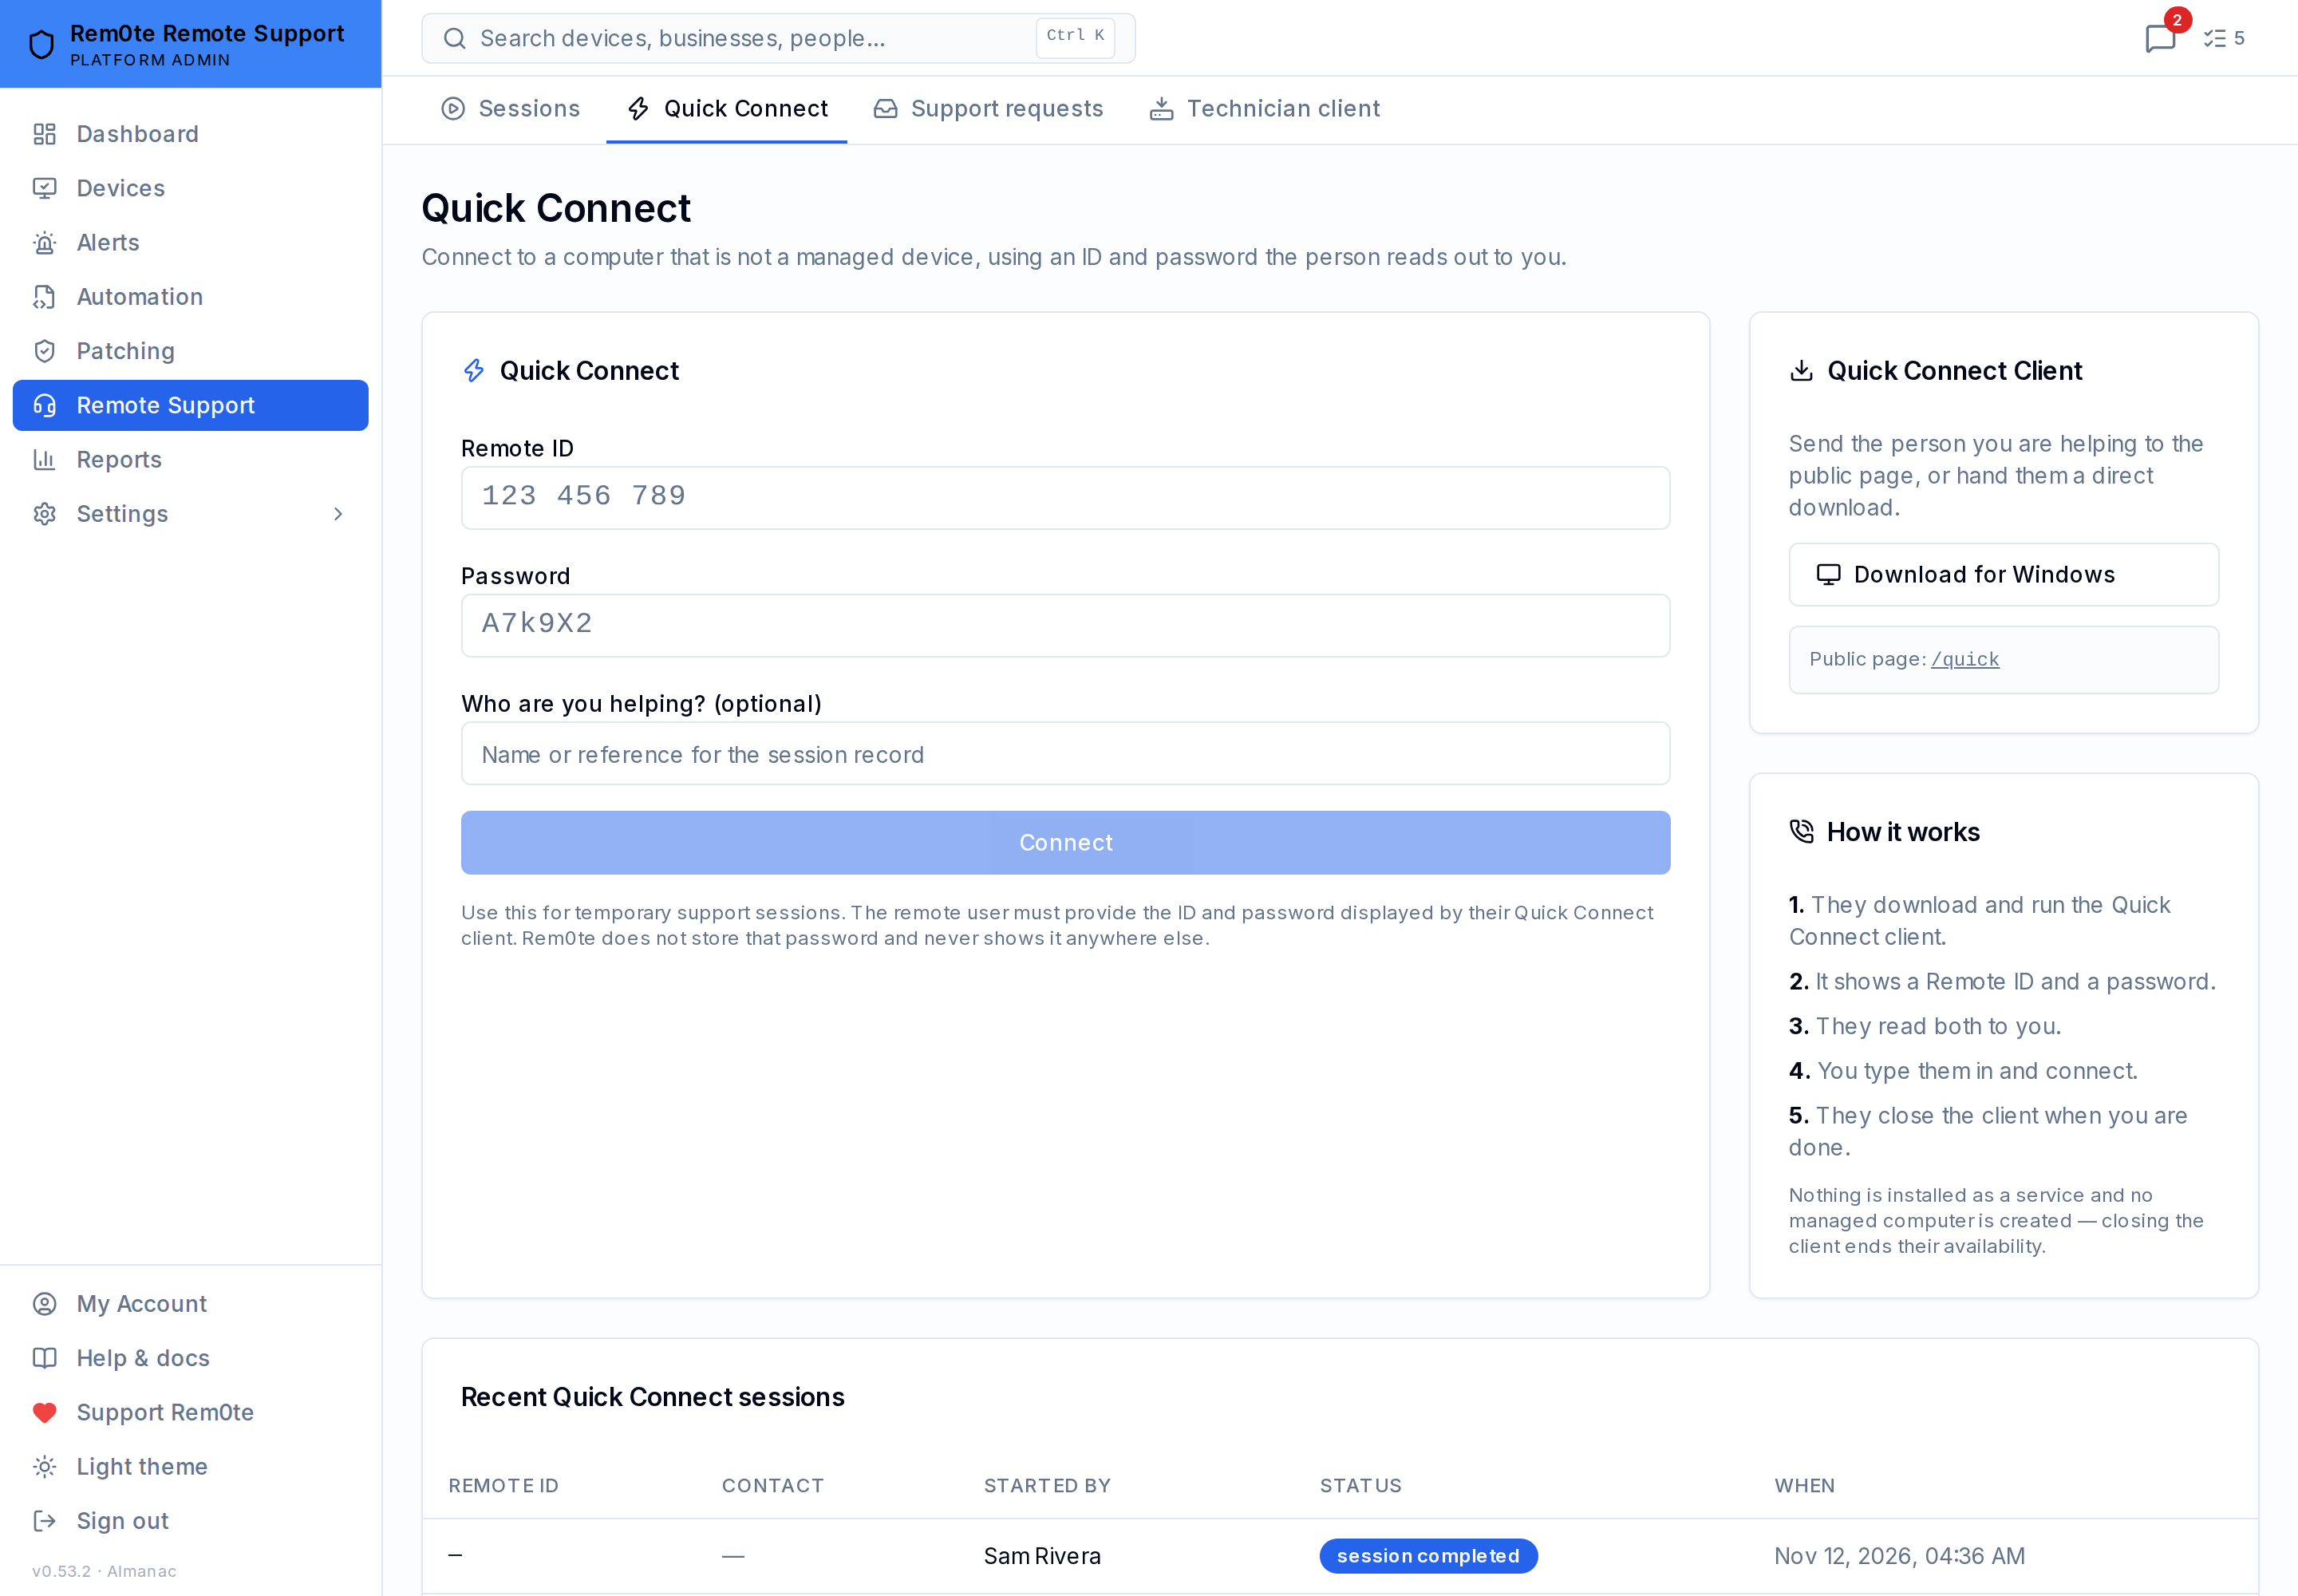 Rem0te Remote Support
PLATFORM ADMIN
Dashboard
Devices
Alerts
Automation
Patching
Remote Support
Reports
Settings
My Account
Help & docs
Support Rem0te
Light theme
Sign out
v0.53.2 · Almanac
Search devices, businesses, people...
Ctrl K
2
5
Sessions
Quick Connect
Support requests
Technician client
Quick Connect
Connect to a computer that is not a managed device, using an ID and password the person reads out to you.
Quick Connect
Remote ID
123 456 789
Password
A7k9X2
Who are you helping? (optional)
Name or reference for the session record
Connect
Use this for temporary support sessions. The remote user must provide the ID and password displayed by their Quick Connect
client. Rem0te does not store that password and never shows it anywhere else.
Quick Connect Client
Send the person you are helping to the
public page, or hand them a direct
download.
Download for Windows
Public page: /quick
How it works
1. They download and run the Quick
Connect client.
2. It shows a Remote ID and a password.
3. They read both to you.
4. You type them in and connect.
5. They close the client when you are
done.
Nothing is installed as a service and no
managed computer is created — closing the
client ends their availability.
Recent Quick Connect sessions
REMOTE ID CONTACT STARTED BY STATUS WHEN
— — Sam Rivera session completed Nov 12, 2026, 04:36 AM